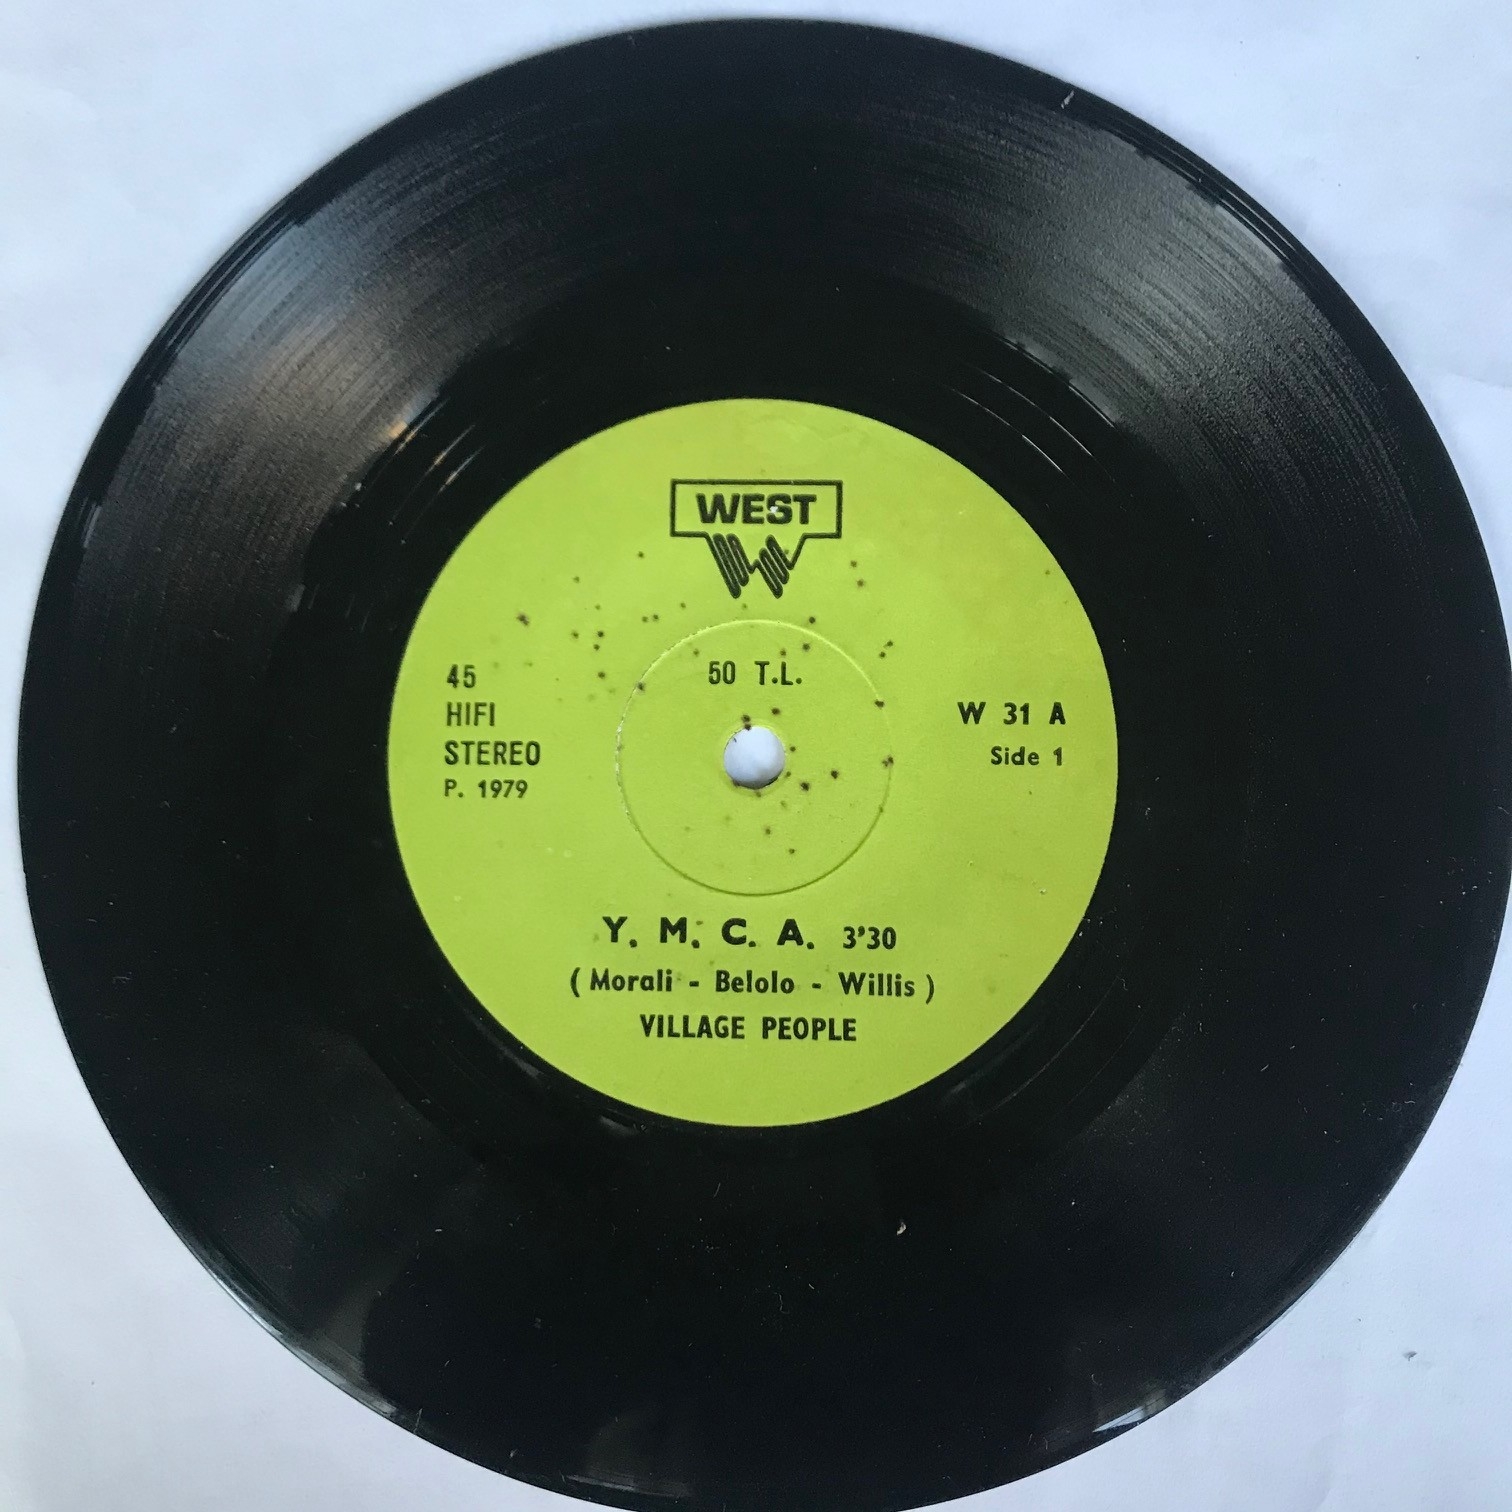 WEST
50 T.L.
45
HIFI
STEREO
P. 1979
W 31 A
Side 1
Y. M. C. A. 3'30
( Morali - Belolo - Willis )
VILLAGE PEOPLE